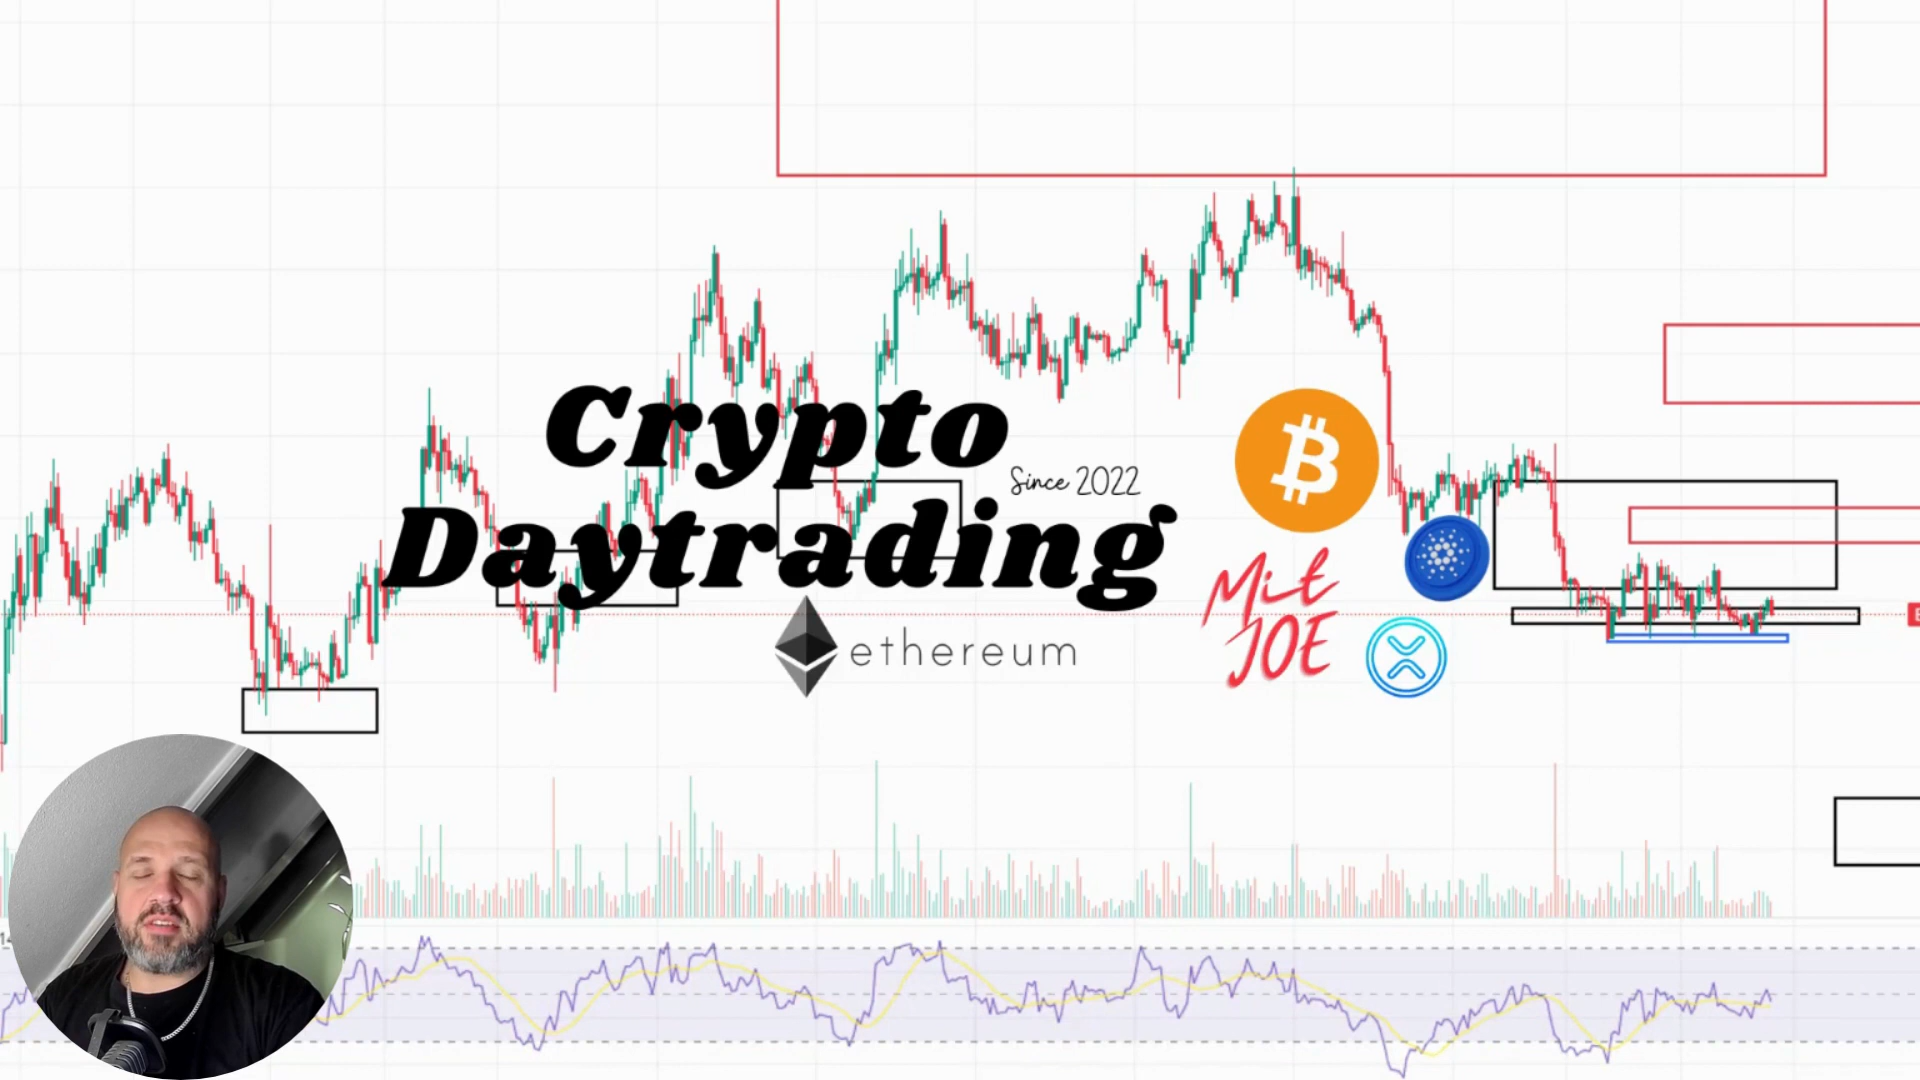 Crypto
Since 2022
Daytrading
Mit
JOE
ethereum